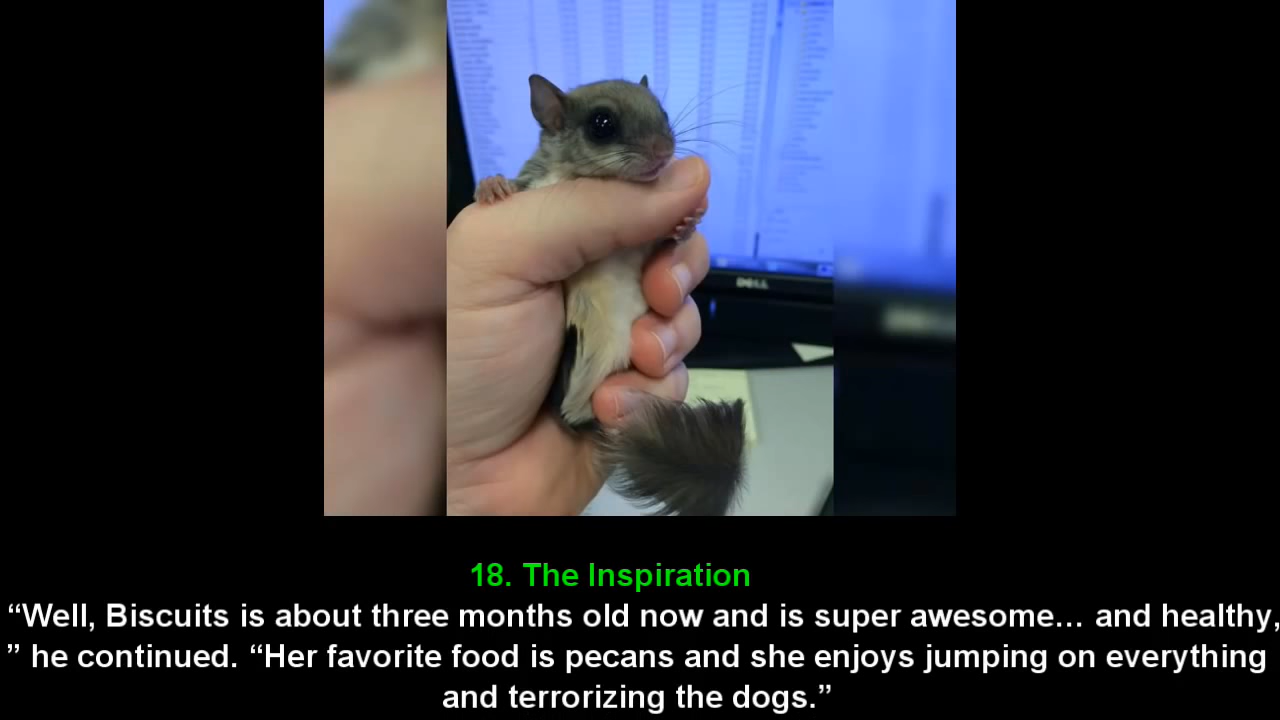 DELL
18. The Inspiration
“Well, Biscuits is about three months old now and is super awesome… and healthy,
” he continued. “Her favorite food is pecans and she enjoys jumping on everything
and terrorizing the dogs.”